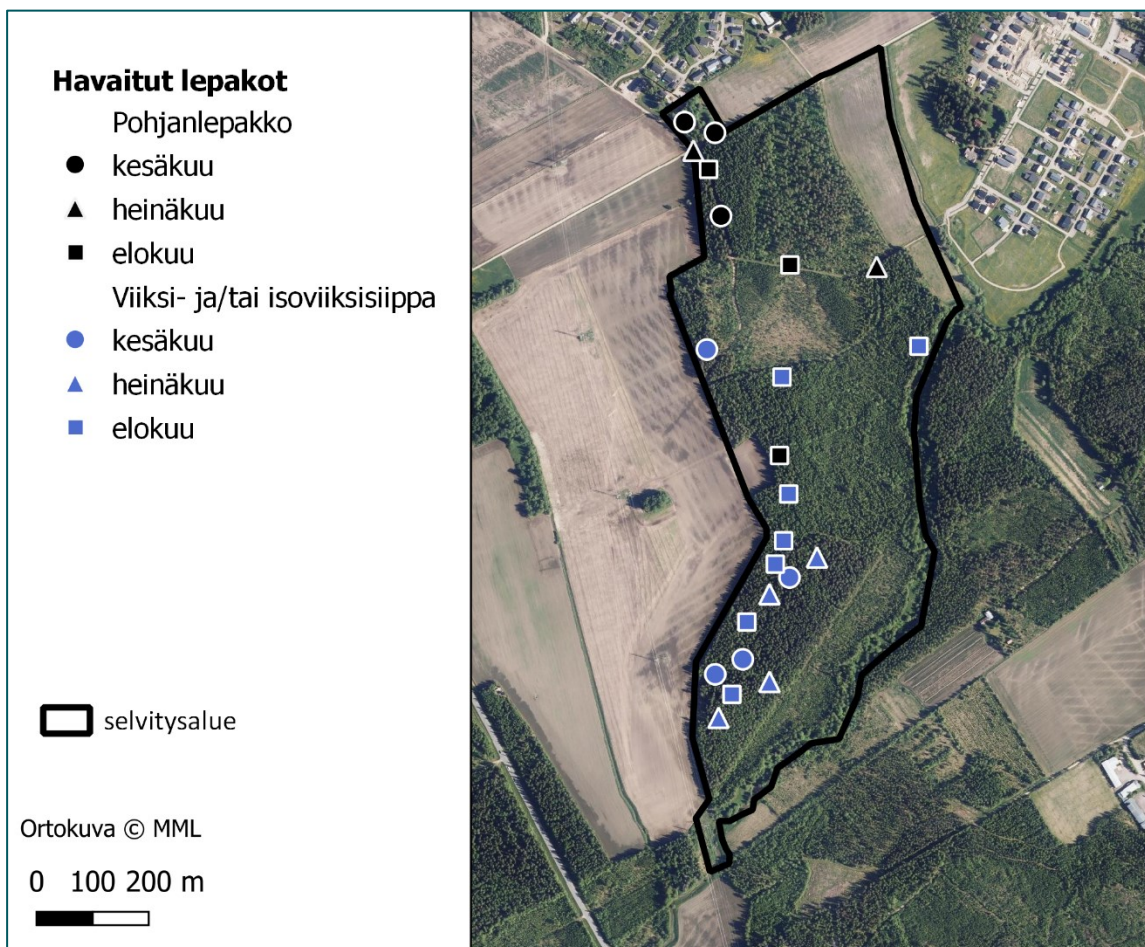 Havaitut lepakot
Pohjanlepakko
kesäkuu
heinäkuu
elokuu
Viiksi- ja/tai isoviiksisiippa
kesäkuu
heinäkuu
elokuu
selvitysalue
Ortokuva © MML
0 100 200 m